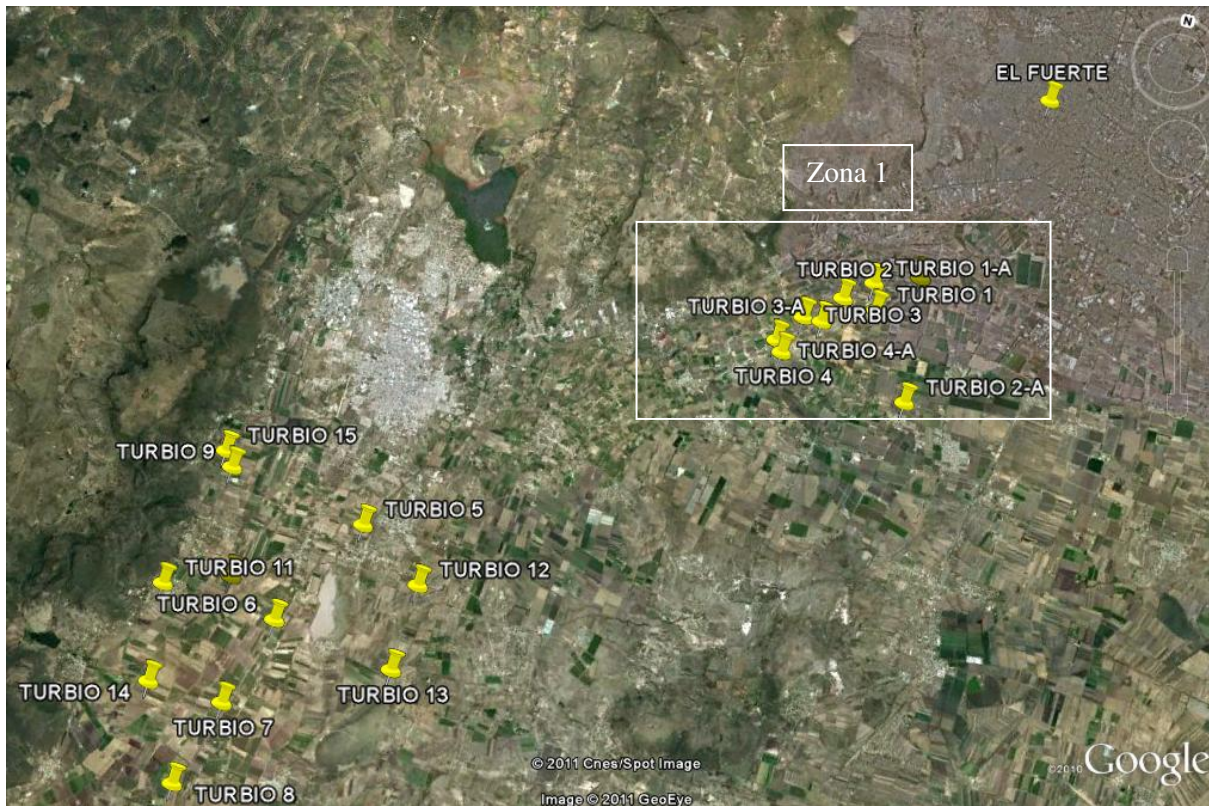 N
EL FUERTE
Zona 1
TURBIO 2
TURBIO 1-A
TURBIO 3-A
TURBIO 1
TURBIO 3
TURBIO 4-A
TURBIO 4
TURBIO 2-A
TURBIO 15
TURBIO 9
TURBIO 5
TURBIO 11
TURBIO 12
TURBIO 6
TURBIO 14
TURBIO 13
TURBIO 7
TURBIO 8
© 2011 Cnes/Spot Image
©2010 Google
Image © 2011 GeoEye